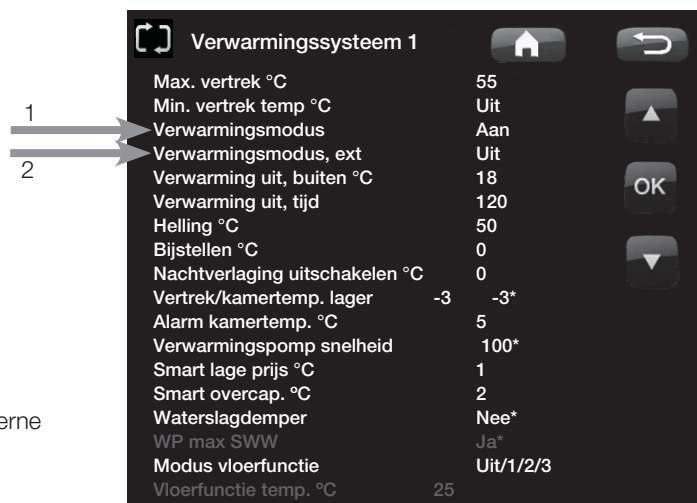 Verwarmingssysteem 1
Max. vertrek °C 55
Min. vertrek temp °C Uit
1
Verwarmingsmodus Aan
2
Verwarmingsmodus, ext Uit
Verwarming uit, buiten °C 18
OK
Verwarming uit, tijd 120
Helling °C 50
Bijstellen °C 0
Nachtverlaging uitschakelen °C 0
Vertrek/kamertemp. lager -3 -3*
Alarm kamertemp. °C 5
Verwarmingspomp snelheid 100*
Smart lage prijs °C 1
Smart overcap. °C 2
Waterslagdemper Nee*
erne
WP max SWW Ja*
Modus vloerfunctie Uit/1/2/3
Vloerfunctie temp. °C 25